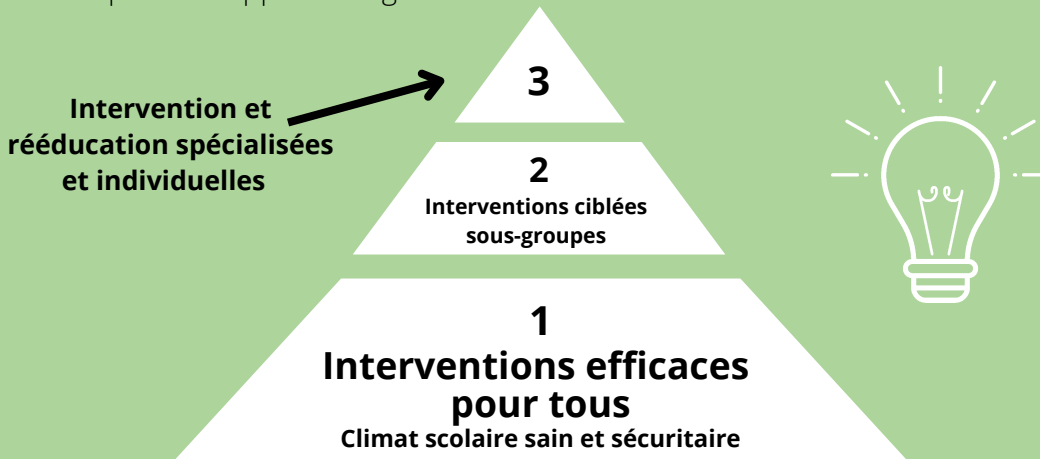 3
Intervention et
rééducation spécialisées
et individuelles
2
Interventions ciblées
sous-groupes
1
Interventions efficaces
pour tous
Climat scolaire sain et sécuritaire